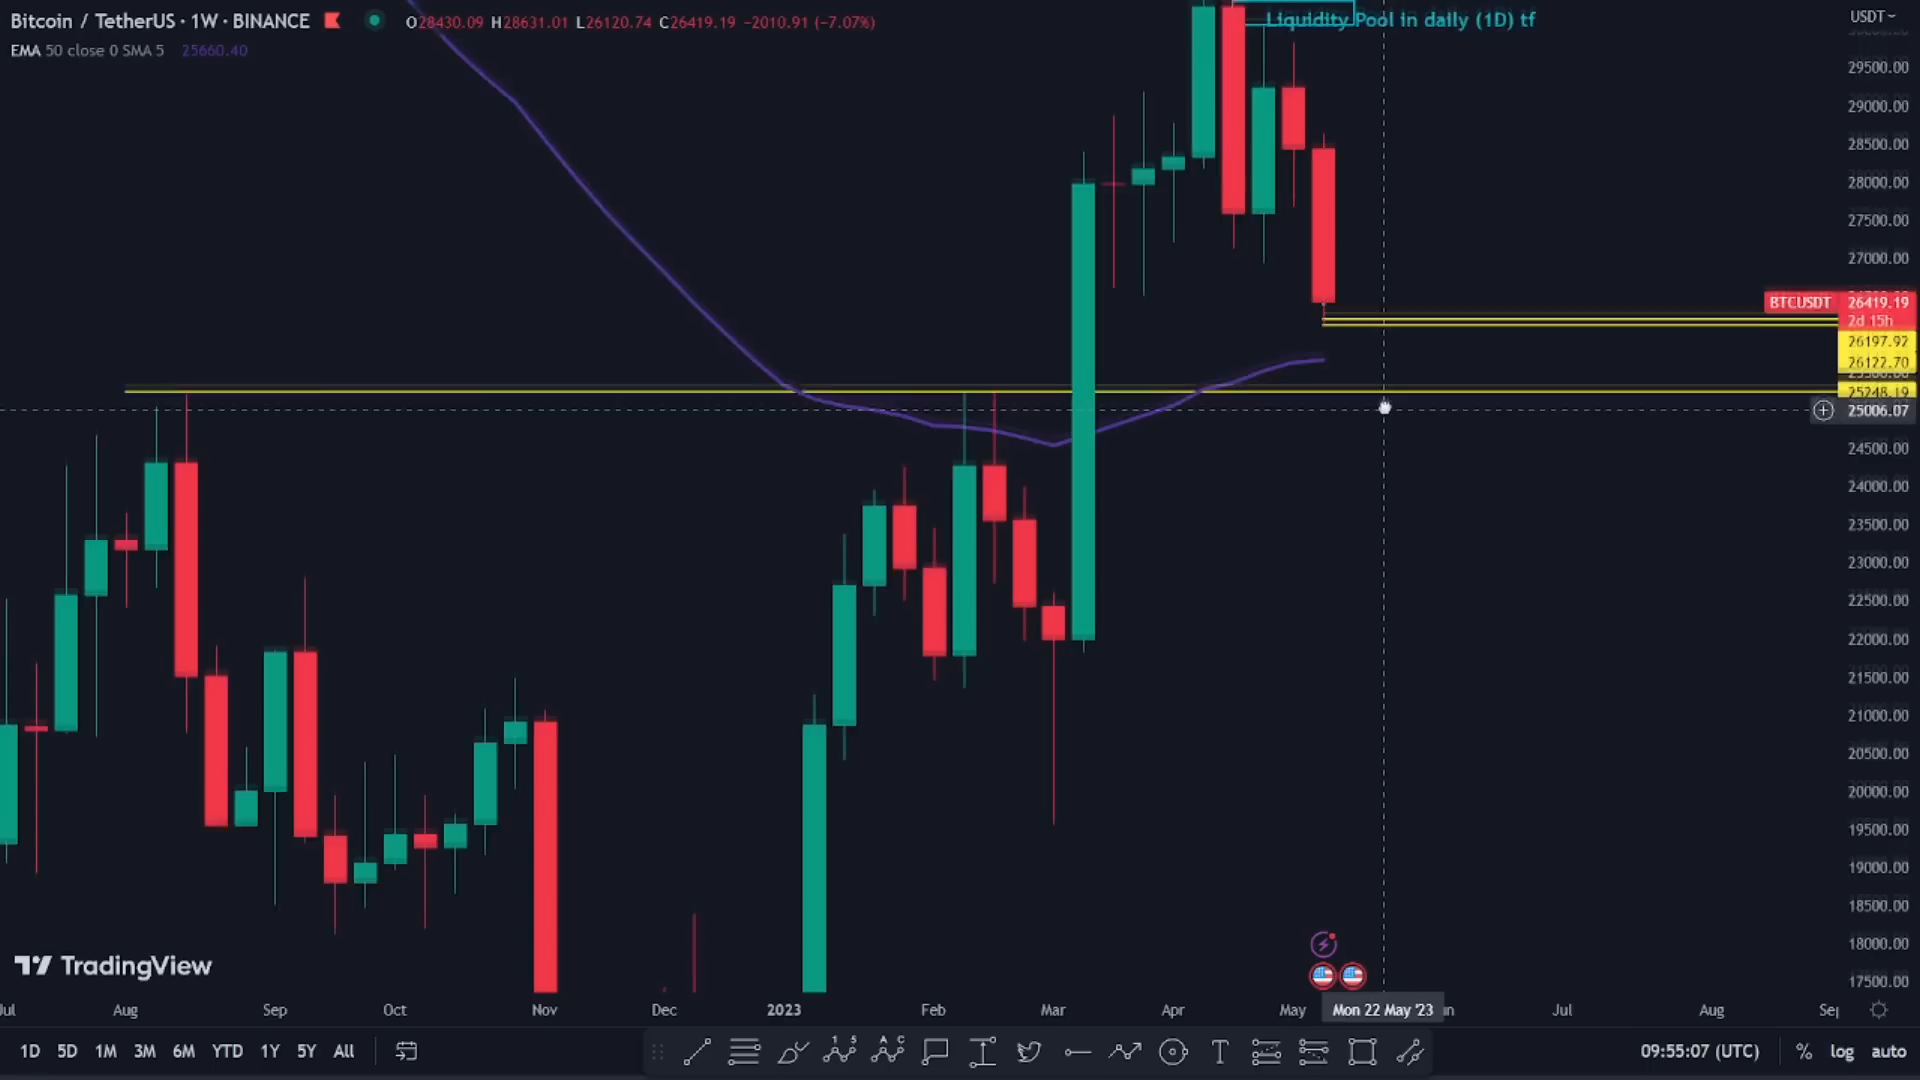 Bitcoin / TetherUS · 1W · BINANCE O28430.09 H28631.01 L26120.74 C26419.19 −2010.91 (−7.07%)
EMA 50 close 0 SMA 5 25660.40
Liquidity Pool in daily (1D) tf
USDT
29500.00
29000.00
28500.00
28000.00
27500.00
27000.00
BTCUSDT 26419.19
2d 15h
26197.92
26122.70
25248.19
25006.07
24500.00
24000.00
23500.00
23000.00
22500.00
22000.00
21500.00
21000.00
20500.00
20000.00
19500.00
19000.00
18500.00
18000.00
17500.00
TradingView
Jul Aug Sep Oct Nov Dec 2023 Feb Mar Apr May Mon 22 May '23 Jul Aug Sep
1D 5D 1M 3M 6M YTD 1Y 5Y All
09:55:07 (UTC) % log auto